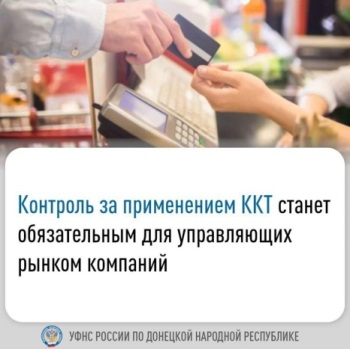 Контроль за применением ККТ станет
обязательным для управляющих
рынком компаний
УФНС РОССИИ ПО ДОНЕЦКОЙ НАРОДНОЙ РЕСПУБЛИКЕ